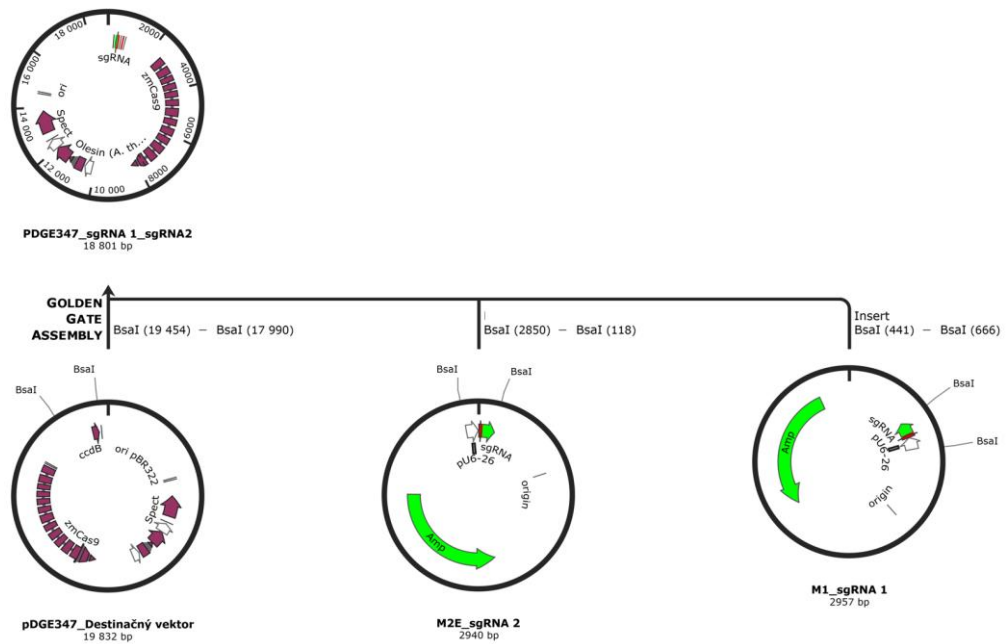 18 000
2000
sgRNA
16 000
4000
zmCas9
ori
14 000
Spect
Olesin (A. th...
6000
12 000
8000
10 000
PDGE347_sgRNA 1_sgRNA2
18 801 bp
GOLDEN
GATE
ASSEMBLY
BsaI (19 454) – BsaI (17 990)
BsaI (2850) – BsaI (118)
Insert
BsaI (441) – BsaI (666)
BsaI
BsaI
ccdB
ori pBR322
Spect
zmCas9
pDGE347_Destinačný vektor
19 832 bp
BsaI
BsaI
sgRNA
pU6-26
origin
Amp
M2E_sgRNA 2
2940 bp
BsaI
BsaI
sgRNA
pU6-26
Amp
origin
M1_sgRNA 1
2957 bp